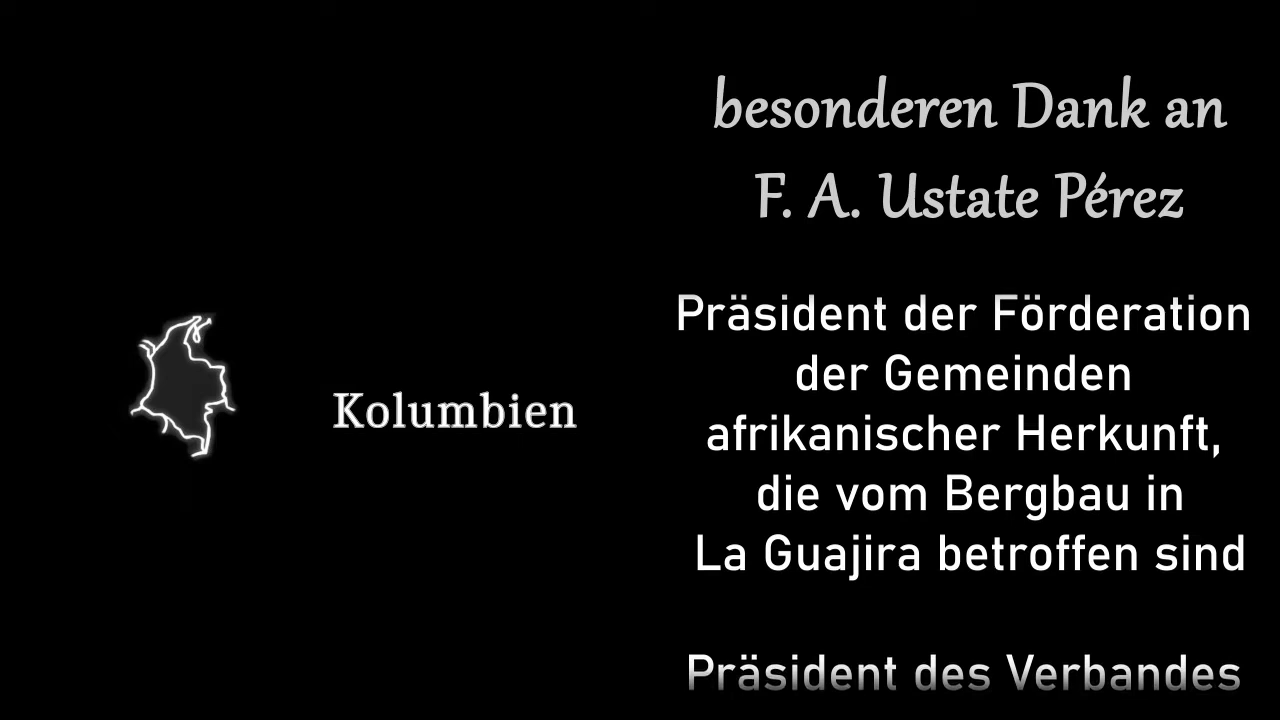 besonderen Dank an
F. A. Ustate Pérez
Präsident der Förderation
der Gemeinden
afrikanischer Herkunft,
die vom Bergbau in
La Guajira betroffen sind
Präsident des Verbandes
Kolumbien